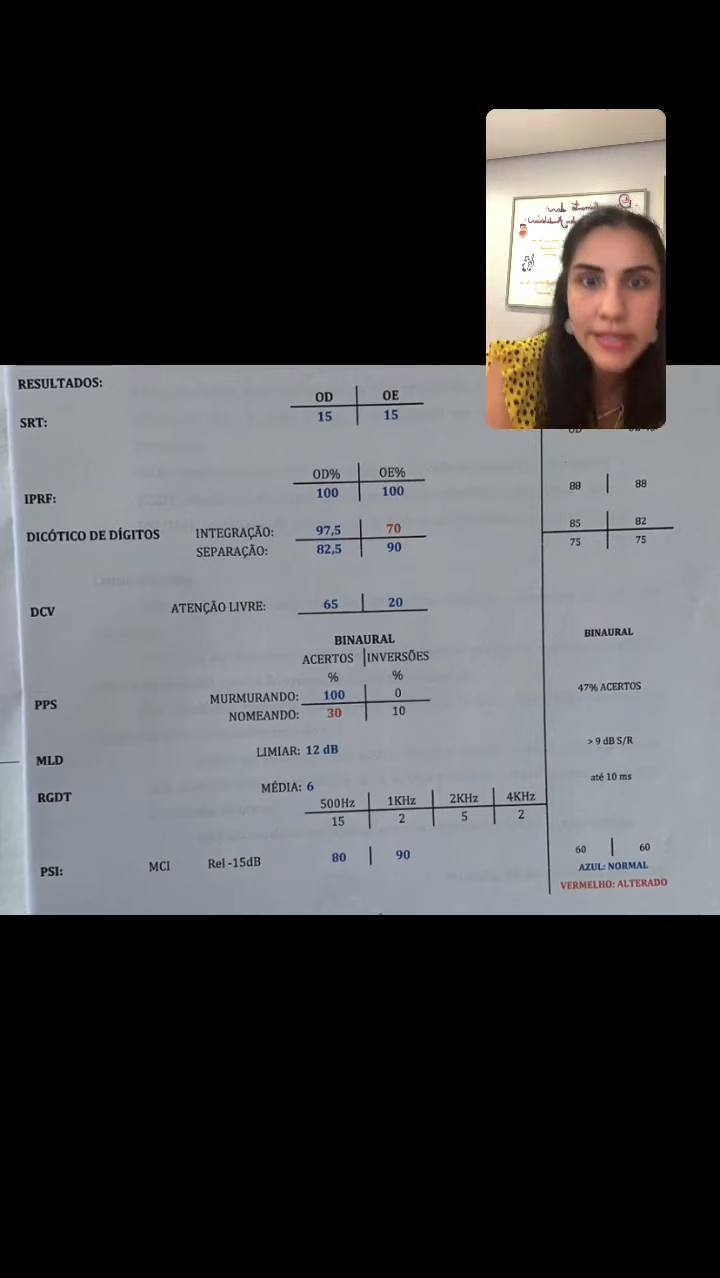 RESULTADOS:
OD OE
SRT: 15 15
OD% OE%
IPRF: 100 100 88 88
DICÓTICO DE DÍGITOS INTEGRAÇÃO: 97,5 70 85 82
SEPARAÇÃO: 82,5 90 75 75
DCV ATENÇÃO LIVRE: 65 20
BINAURAL BINAURAL
ACERTOS INVERSÕES
% %
PPS MURMURANDO: 100 0 47% ACERTOS
NOMEANDO: 30 10
MLD LIMIAR: 12 dB > 9 dB S/R
RGDT MÉDIA: 6 até 10 ms
500Hz 1KHz 2KHz 4KHz
15 2 5 2
PSI: MCI Rel -15dB 80 90 60 60
AZUL: NORMAL
VERMELHO: ALTERADO